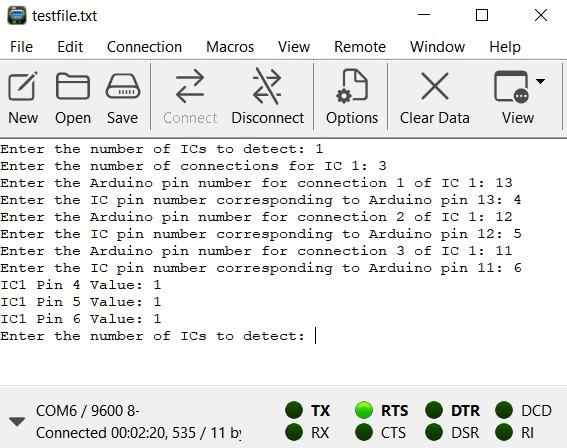 testfile.txt
File Edit Connection Macros View Remote Window Help
New Open Save Connect Disconnect Options Clear Data View
Enter the number of ICs to detect: 1
Enter the number of connections for IC 1: 3
Enter the Arduino pin number for connection 1 of IC 1: 13
Enter the IC pin number corresponding to Arduino pin 13: 4
Enter the Arduino pin number for connection 2 of IC 1: 12
Enter the IC pin number corresponding to Arduino pin 12: 5
Enter the Arduino pin number for connection 3 of IC 1: 11
Enter the IC pin number corresponding to Arduino pin 11: 6
IC1 Pin 4 Value: 1
IC1 Pin 5 Value: 1
IC1 Pin 6 Value: 1
Enter the number of ICs to detect:
COM6 / 9600 8-
TX RTS DTR DCD
Connected 00:02:20, 535 / 11 by
RX CTS DSR RI